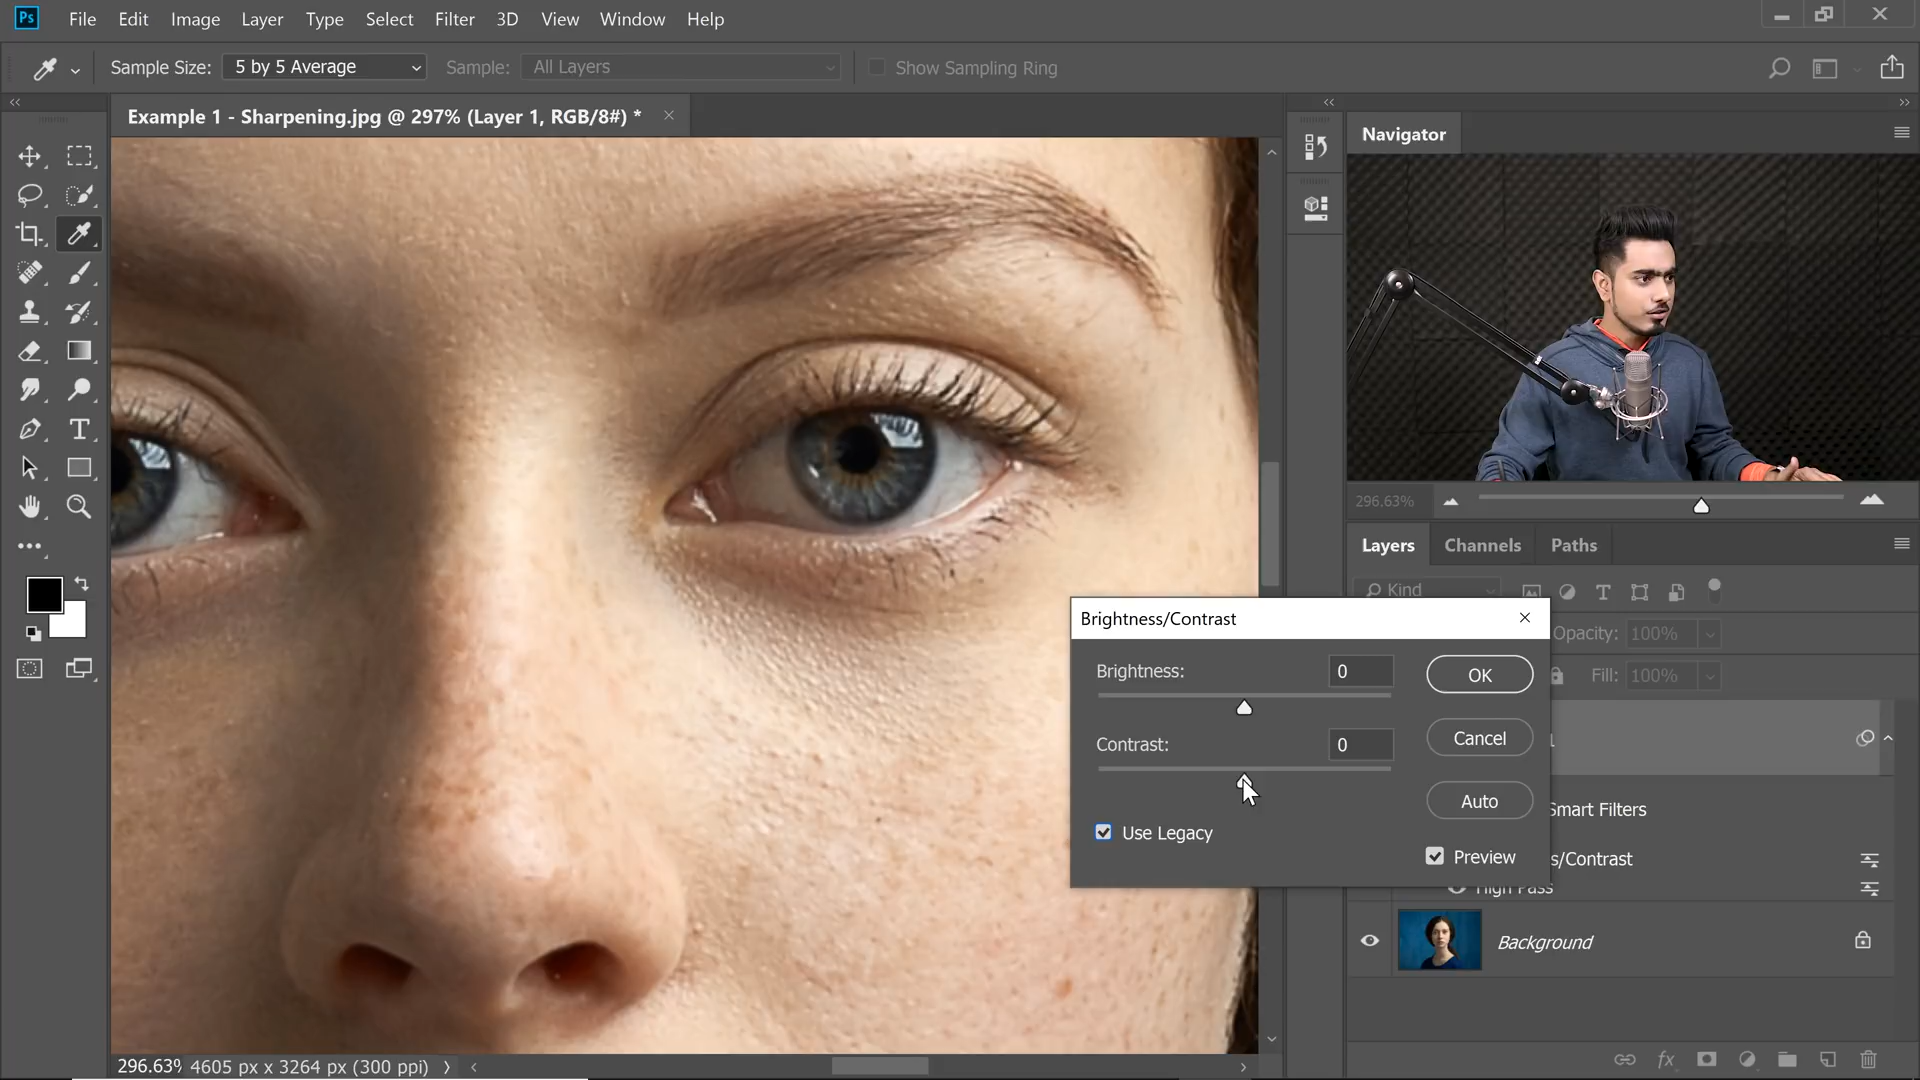 Ps File Edit Image Layer Type Select Filter 3D View Window Help
Sample Size: 5 by 5 Average Sample: All Layers Show Sampling Ring
Example 1 - Sharpening.jpg @ 297% (Layer 1, RGB/8#) *
Navigator
296.63%
Layers Channels Paths
Kind
Brightness/Contrast
Opacity: 100%
Brightness: 0
OK
Fill: 100%
Contrast: 0
Cancel
Auto
Smart Filters
Use Legacy
Preview
s/Contrast
High Pass
Background
296.63% 4605 px x 3264 px (300 ppi)
fx